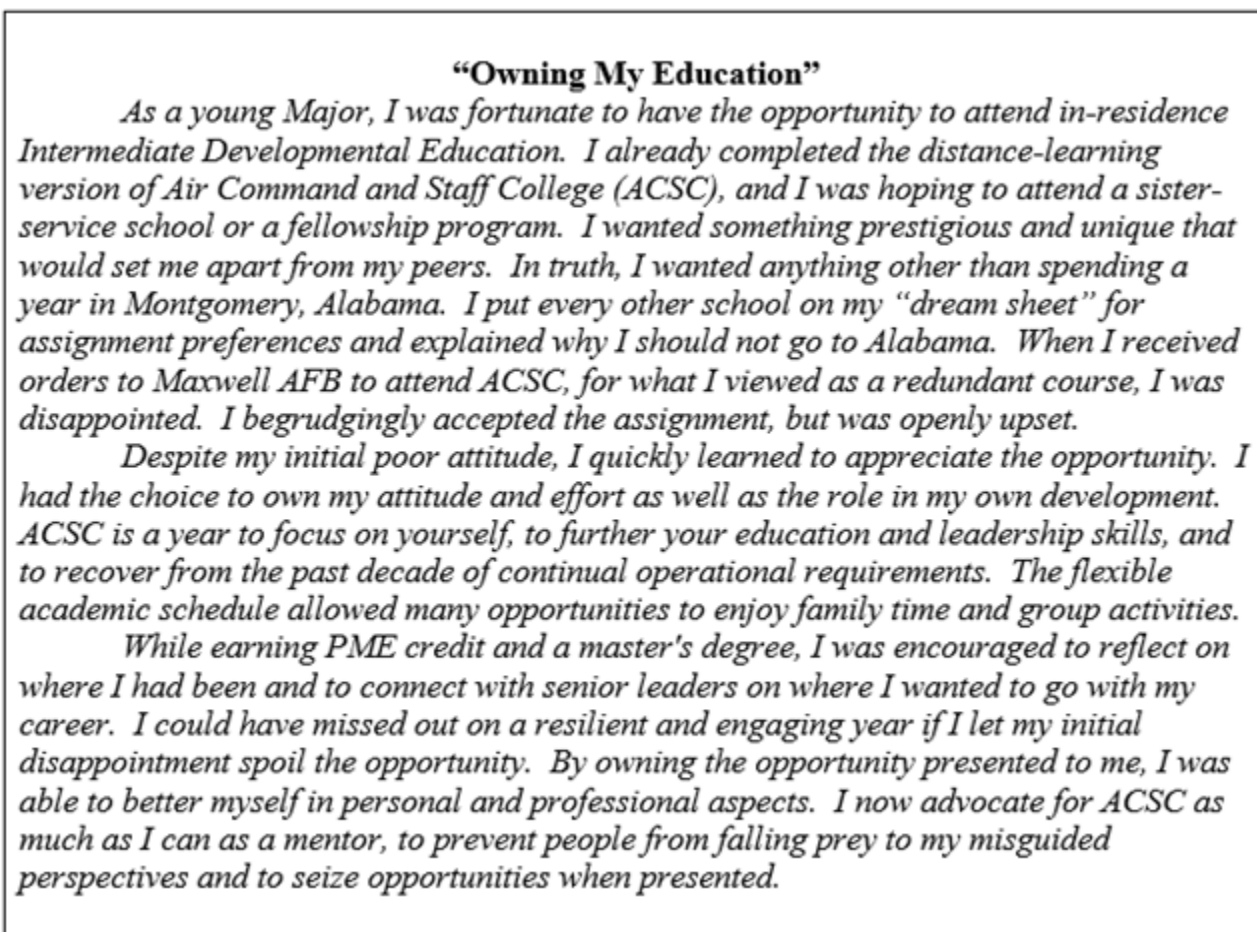 “Owning My Education”
As a young Major, I was fortunate to have the opportunity to attend in-residence
Intermediate Developmental Education.  I already completed the distance-learning
version of Air Command and Staff College (ACSC), and I was hoping to attend a sister-
service school or a fellowship program.  I wanted something prestigious and unique that
would set me apart from my peers.  In truth, I wanted anything other than spending a
year in Montgomery, Alabama.  I put every other school on my “dream sheet” for
assignment preferences and explained why I should not go to Alabama.  When I received
orders to Maxwell AFB to attend ACSC, for what I viewed as a redundant course, I was
disappointed.  I begrudgingly accepted the assignment, but was openly upset.
Despite my initial poor attitude, I quickly learned to appreciate the opportunity.  I
had the choice to own my attitude and effort as well as the role in my own development.
ACSC is a year to focus on yourself, to further your education and leadership skills, and
to recover from the past decade of continual operational requirements.  The flexible
academic schedule allowed many opportunities to enjoy family time and group activities.
While earning PME credit and a master's degree, I was encouraged to reflect on
where I had been and to connect with senior leaders on where I wanted to go with my
career.  I could have missed out on a resilient and engaging year if I let my initial
disappointment spoil the opportunity.  By owning the opportunity presented to me, I was
able to better myself in personal and professional aspects.  I now advocate for ACSC as
much as I can as a mentor, to prevent people from falling prey to my misguided
perspectives and to seize opportunities when presented.